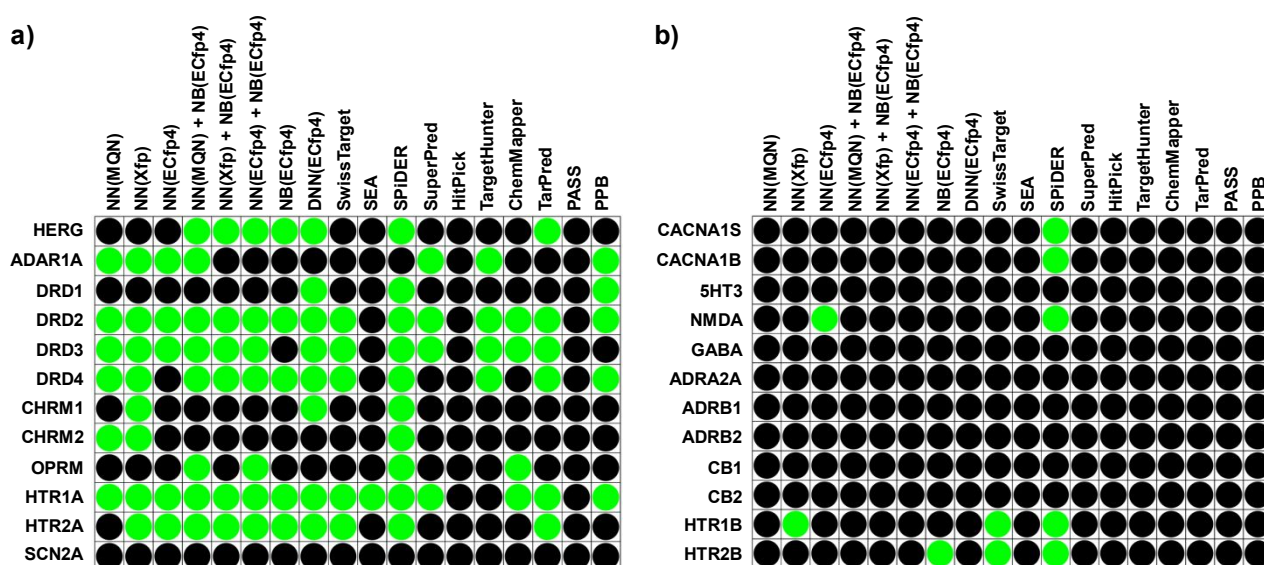 a)
NN(MQN)
NN(Xfp)
NN(ECfp4)
NN(MQN) + NB(ECfp4)
NN(Xfp) + NB(ECfp4)
NN(ECfp4) + NB(ECfp4)
NB(ECfp4)
DNN(ECfp4)
SwissTarget
SEA
SPiDER
SuperPred
HitPick
TargetHunter
ChemMapper
TarPred
PASS
PPB
HERG
ADAR1A
DRD1
DRD2
DRD3
DRD4
CHRM1
CHRM2
OPRM
HTR1A
HTR2A
SCN2A
b)
NN(MQN)
NN(Xfp)
NN(ECfp4)
NN(MQN) + NB(ECfp4)
NN(Xfp) + NB(ECfp4)
NN(ECfp4) + NB(ECfp4)
NB(ECfp4)
DNN(ECfp4)
SwissTarget
SEA
SPiDER
SuperPred
HitPick
TargetHunter
ChemMapper
TarPred
PASS
PPB
CACNA1S
CACNA1B
5HT3
NMDA
GABA
ADRA2A
ADRB1
ADRB2
CB1
CB2
HTR1B
HTR2B